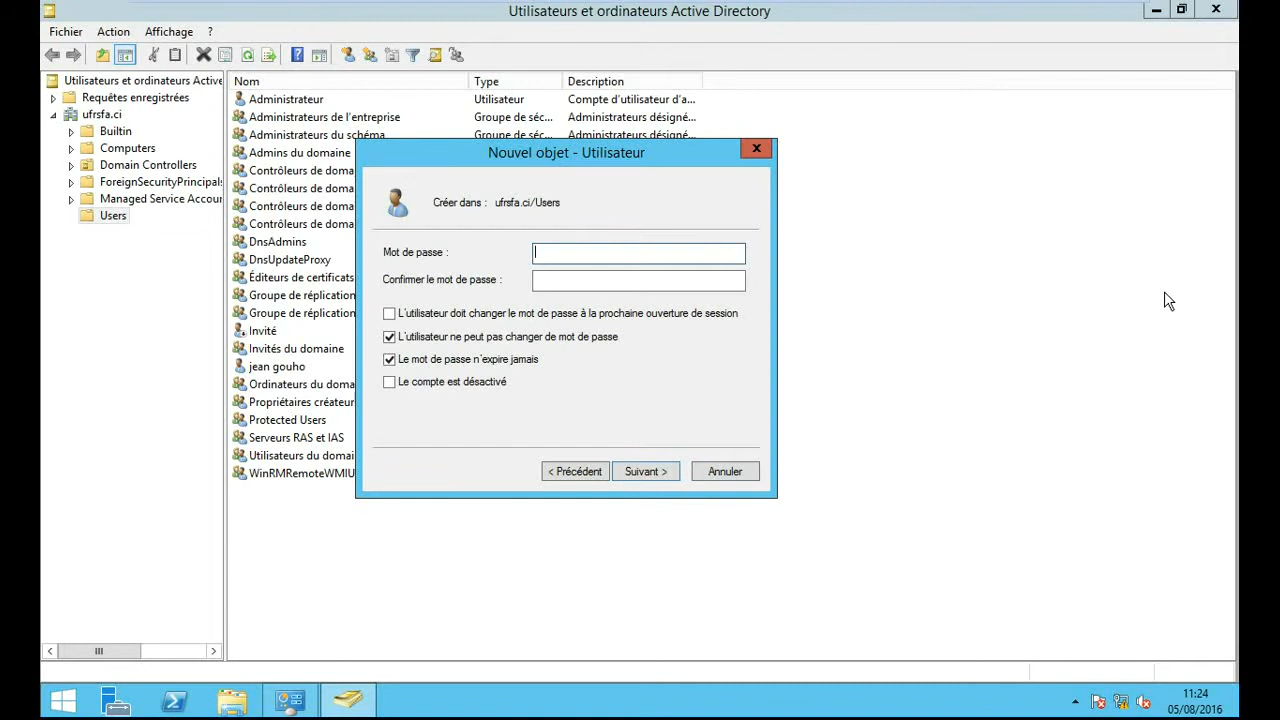 Utilisateurs et ordinateurs Active Directory
Fichier Action Affichage ?
Utilisateurs et ordinateurs Active
Requêtes enregistrées
ufrsfa.ci
Builtin
Computers
Domain Controllers
ForeignSecurityPrincipals
Managed Service Accour
Users
Nom Type Description
Administrateur Utilisateur Compte d'utilisateur d'a...
Administrateurs de l'entreprise Groupe de séc... Administrateurs désigné...
Administrateurs du schéma Groupe de séc... Administrateurs désigné...
Admins du domaine
Contrôleurs de doma
Contrôleurs de doma
Contrôleurs de doma
Contrôleurs de doma
DnsAdmins
DnsUpdateProxy
Éditeurs de certificats
Groupe de réplication
Groupe de réplication
Invité
Invités du domaine
jean gouho
Ordinateurs du doma
Propriétaires créateur
Protected Users
Serveurs RAS et IAS
Utilisateurs du domai
WinRMRemoteWMIU
Nouvel objet - Utilisateur
Créer dans : ufrsfa.ci/Users
Mot de passe :
Confirmer le mot de passe :
L'utilisateur doit changer le mot de passe à la prochaine ouverture de session
L'utilisateur ne peut pas changer de mot de passe
Le mot de passe n'expire jamais
Le compte est désactivé
< Précédent Suivant > Annuler
11:24
05/08/2016